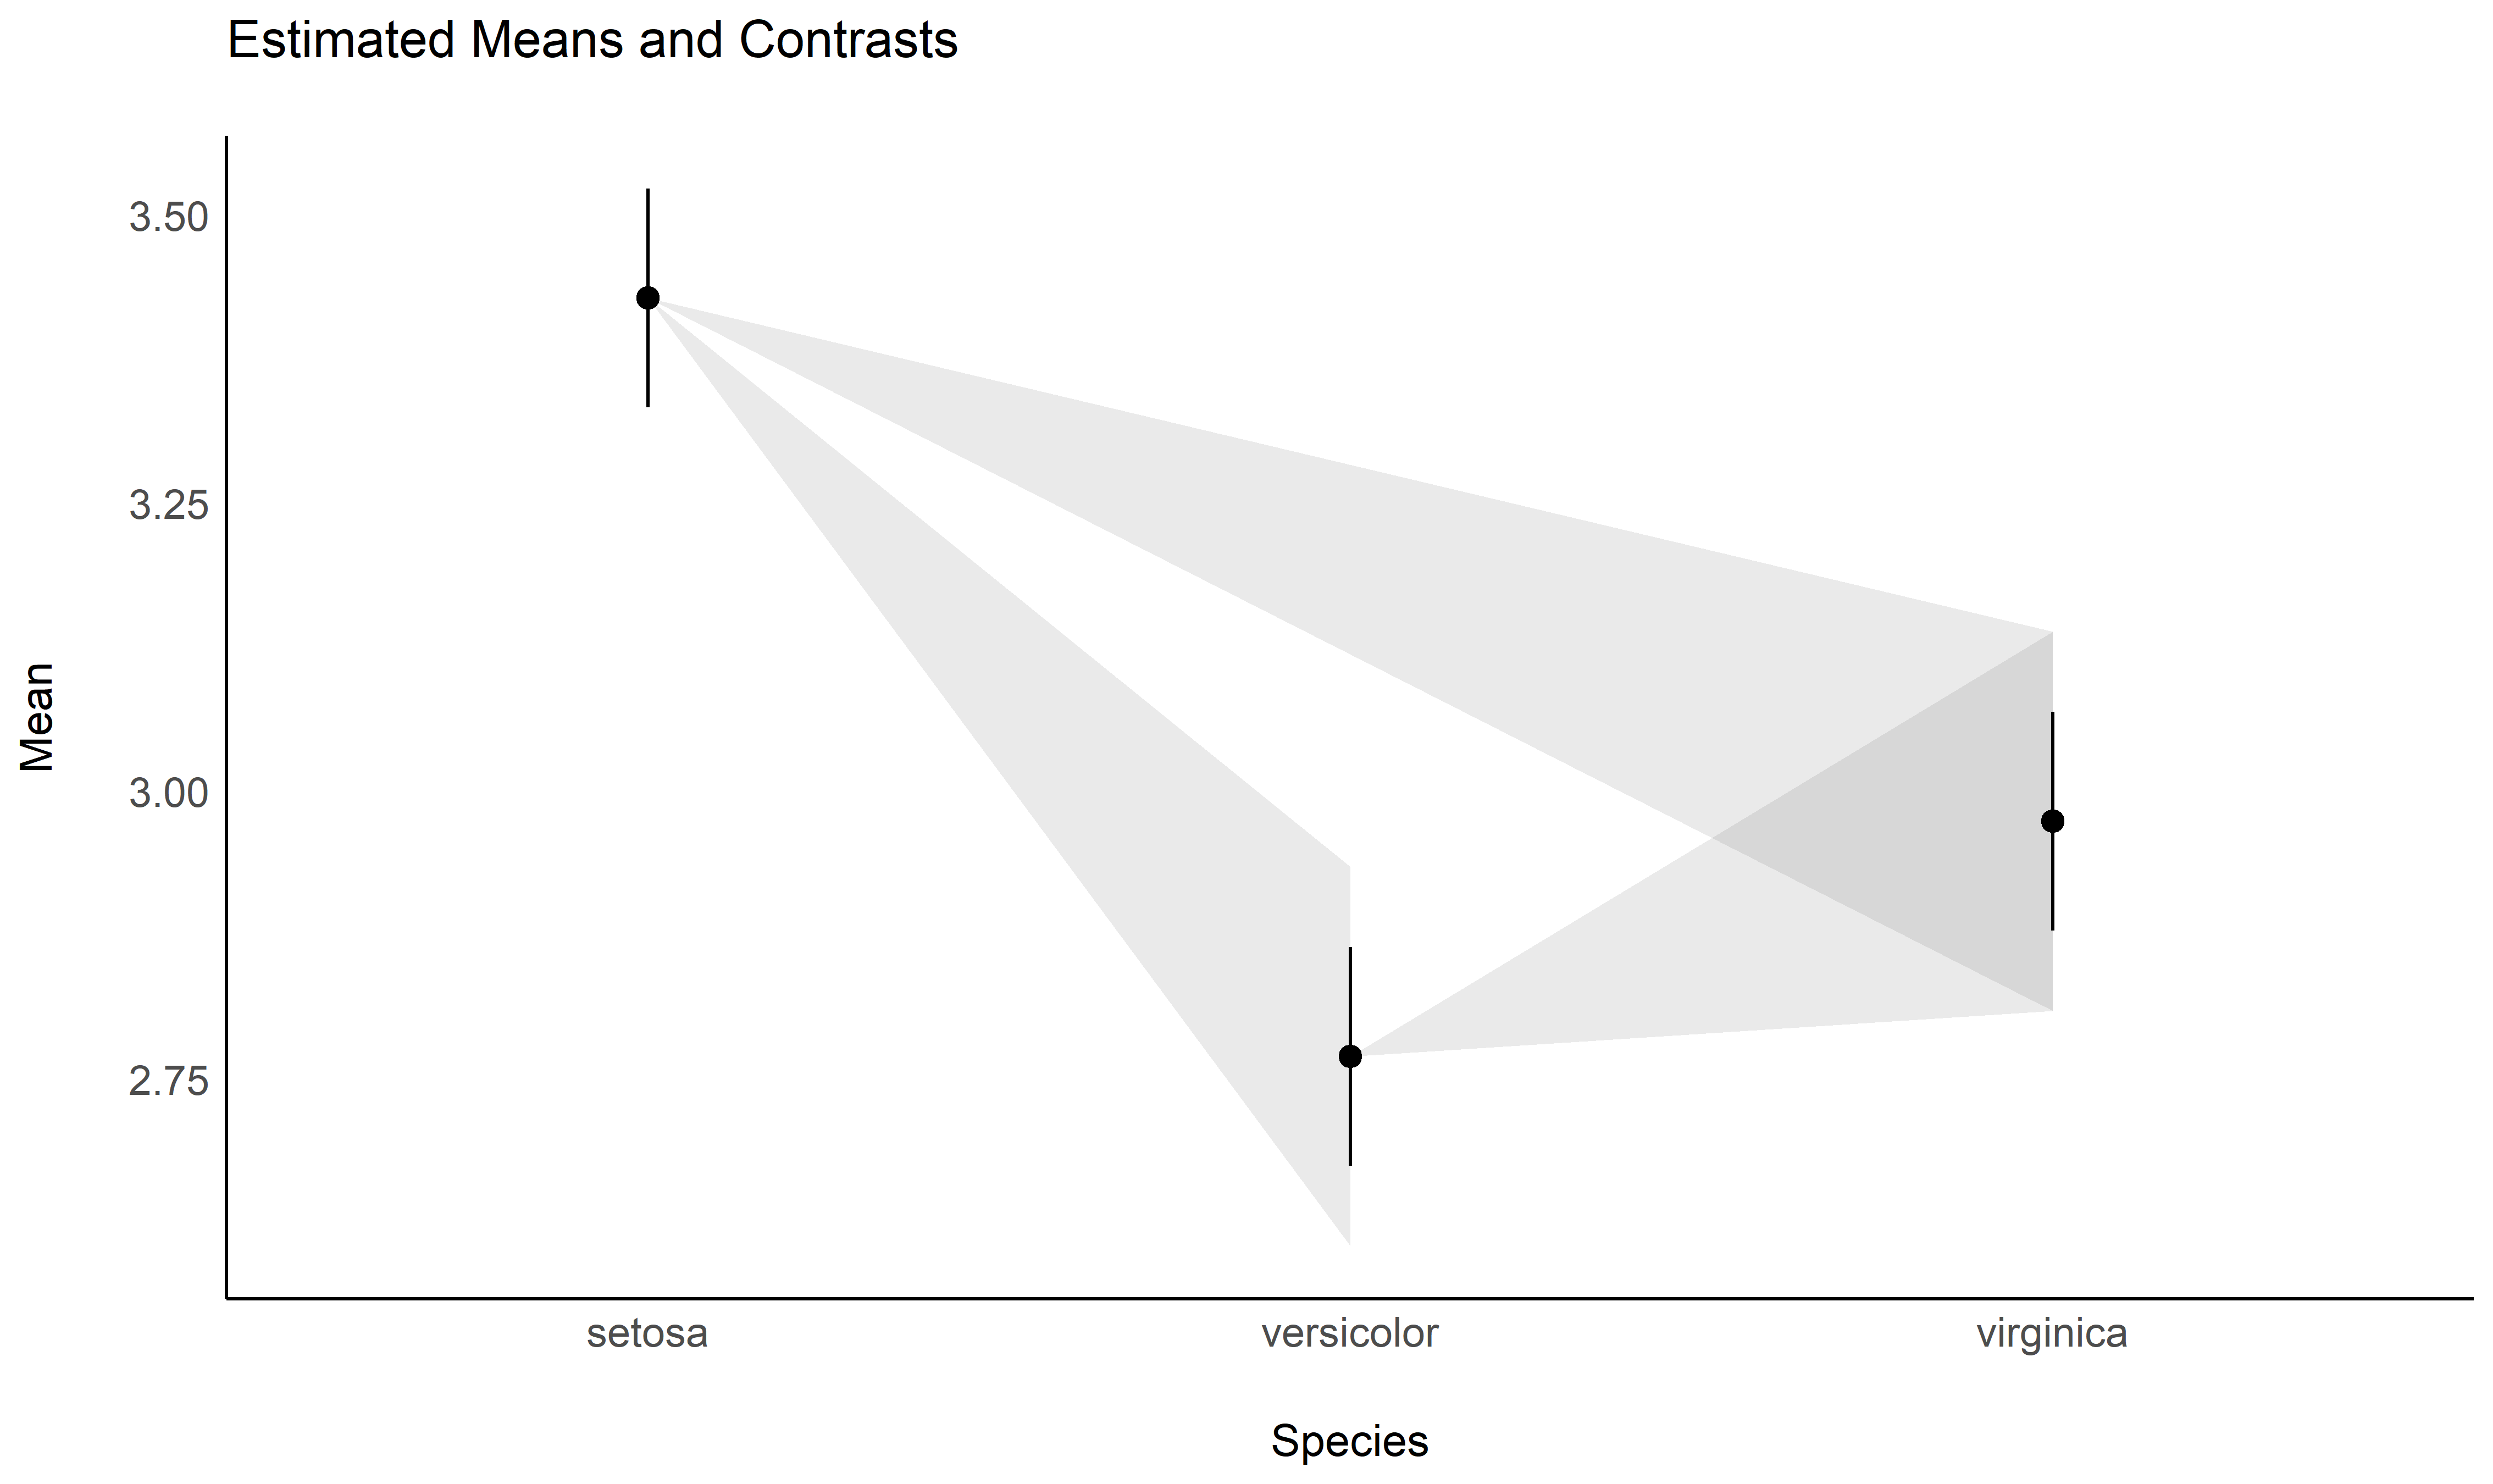 Estimated Means and Contrasts
Mean
3.50
3.25
3.00
2.75
setosa
versicolor
virginica
Species